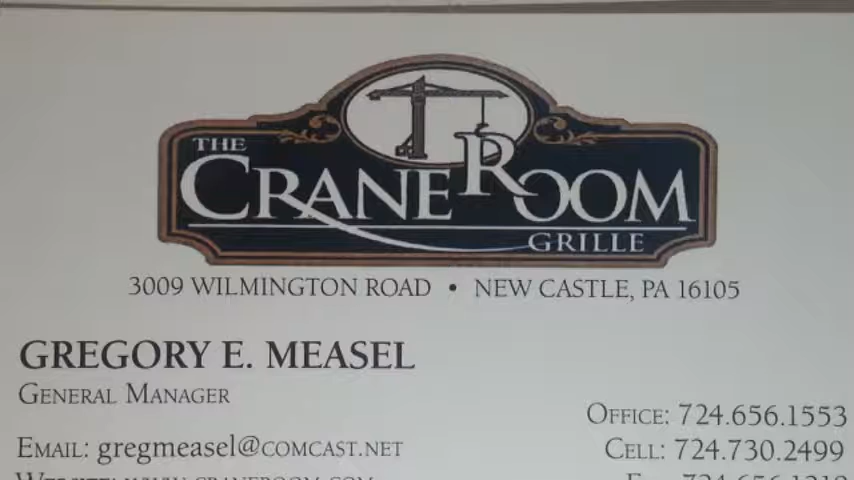 THE
CRANE ROOM
GRILLE
3009 WILMINGTON ROAD • NEW CASTLE, PA 16105
GREGORY E. MEASEL
GENERAL MANAGER
OFFICE: 724.656.1553
EMAIL: gregmeasel@COMCAST.NET
CELL: 724.730.2499